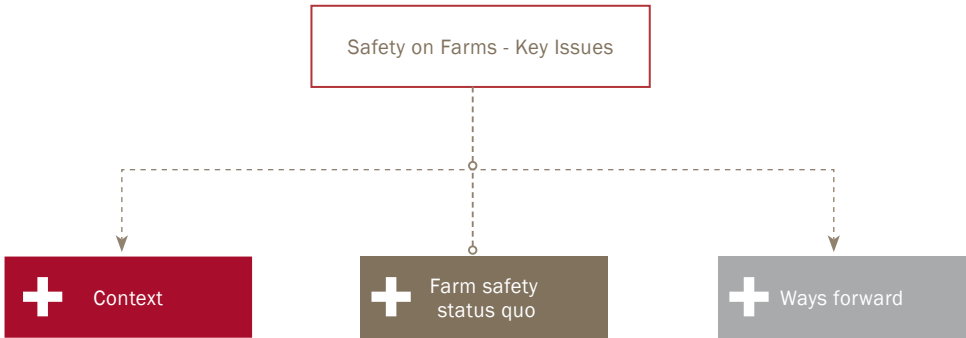 Safety on Farms - Key Issues
Context
Farm safety
status quo
Ways forward